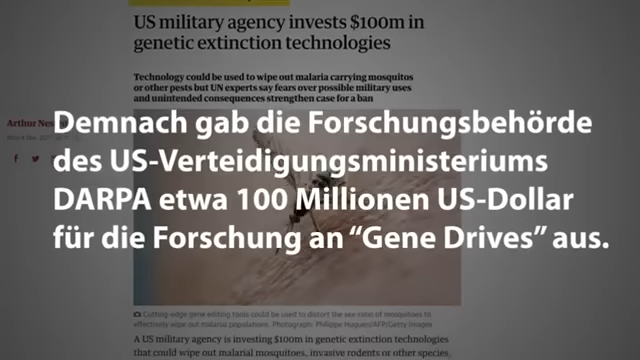 US military agency invests $100m in
genetic extinction technologies
Technology could be used to wipe out malaria carrying mosquitos
or other pests but UN experts say fears over possible military uses
and unintended consequences strengthen case for a ban
Arthur
Demnach gab die Forschungsbehörde
des US-Verteidigungsministeriums
DARPA etwa 100 Millionen US-Dollar
für die Forschung an “Gene Drives” aus.
Cutting-edge gene editing tools could be used to distort the sex ratio of mosquitoes to
effectively wipe out malarial populations. Photograph: Philippe Huguen/AFP/Getty Images
A US military agency is investing $100m in genetic extinction technologies
that could wipe out malarial mosquitoes, invasive rodents or other species,